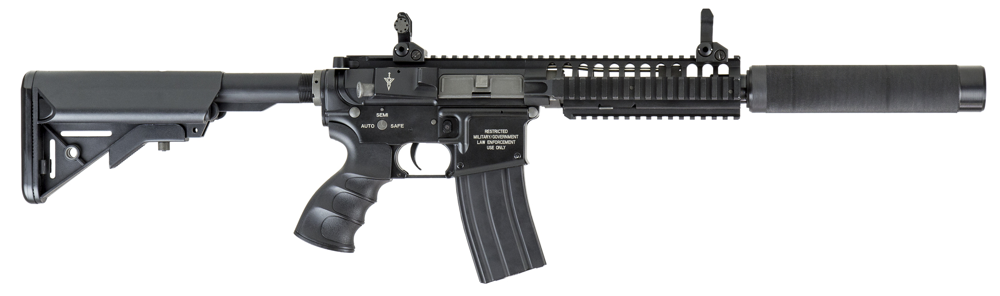 SEMI
AUTO SAFE
RESTRICTED
MILITARY/GOVERNMENT
LAW ENFORCEMENT
USE ONLY